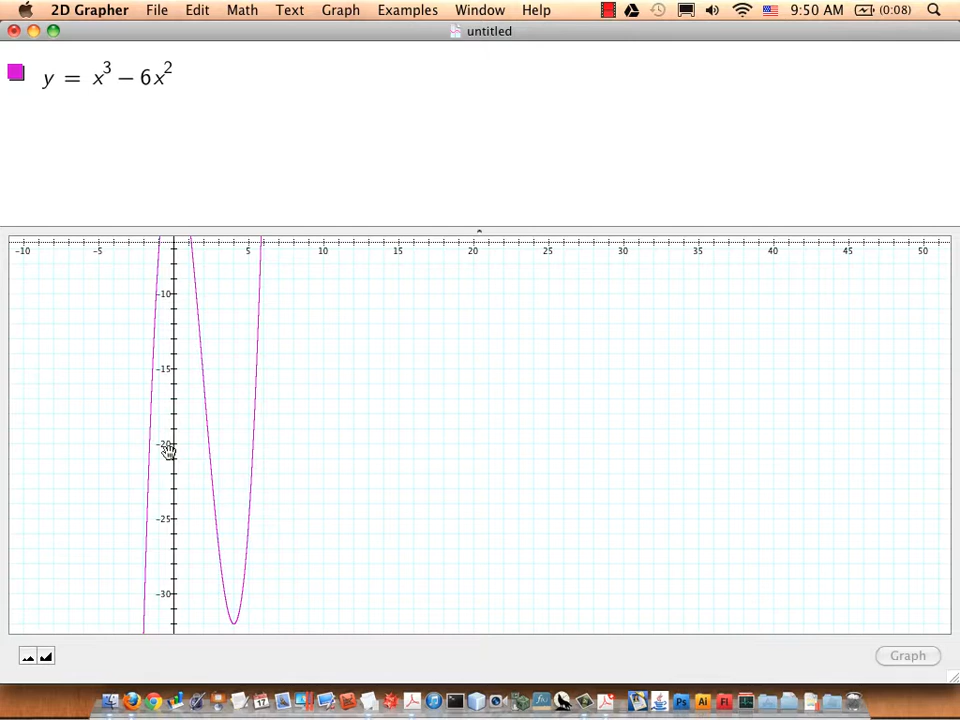 2D Grapher File Edit Math Text Graph Examples Window Help 9:50 AM (0:08)
untitled
y = x³ − 6x²
-10 -5 5 10 15 20 25 30 35 40 45 50
-10
-15
-20
-25
-30
Graph